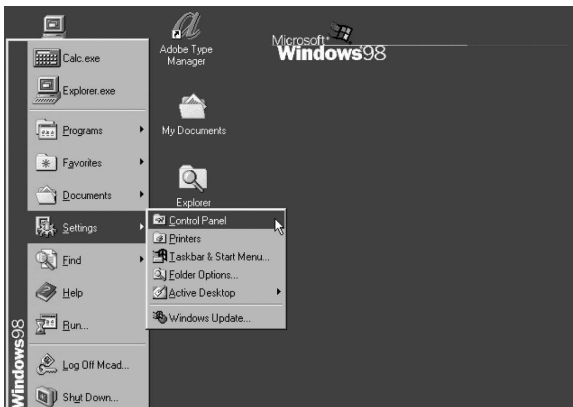 Calc.exe
Explorer.exe
Programs
Favorites
Documents
Settings
Find
Help
Run...
Log Off Mcad...
Shut Down...
Windows98
Control Panel
Printers
Taskbar & Start Menu...
Folder Options...
Active Desktop
Windows Update...
Adobe Type
Manager
My Documents
Explorer
Microsoft
Windows98